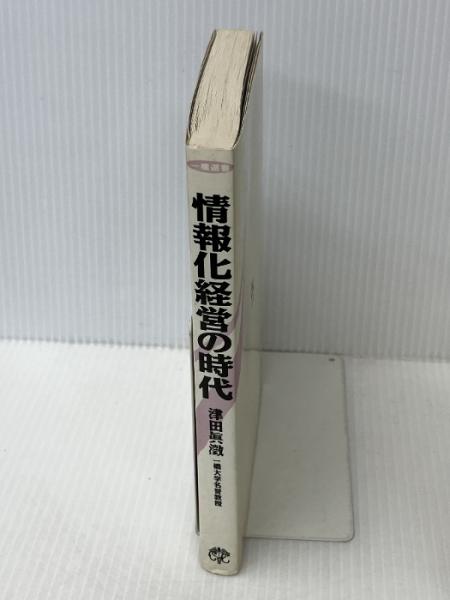 一橋選書
情報化経営の時代
津田眞澂
一橋大学名誉教授